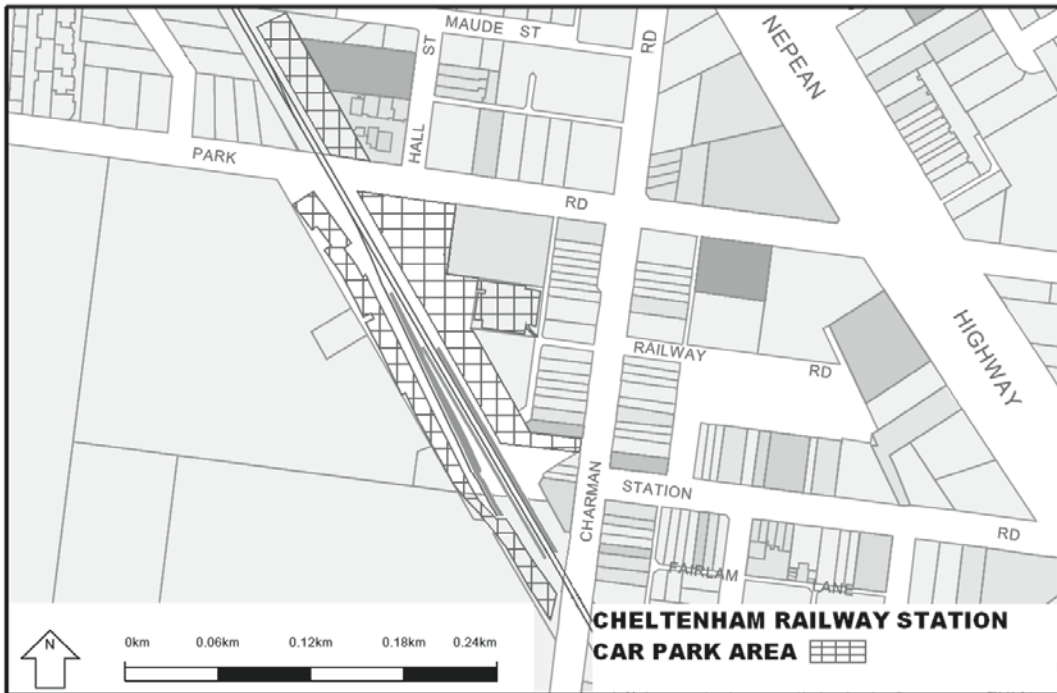 MAUDE ST
HALL ST
RD
NEPEAN
HIGHWAY
PARK
RD
RAILWAY
RD
CHARMAN
STATION
RD
FAIRLAM LANE
N
0km 0.06km 0.12km 0.18km 0.24km
CHELTENHAM RAILWAY STATION
CAR PARK AREA